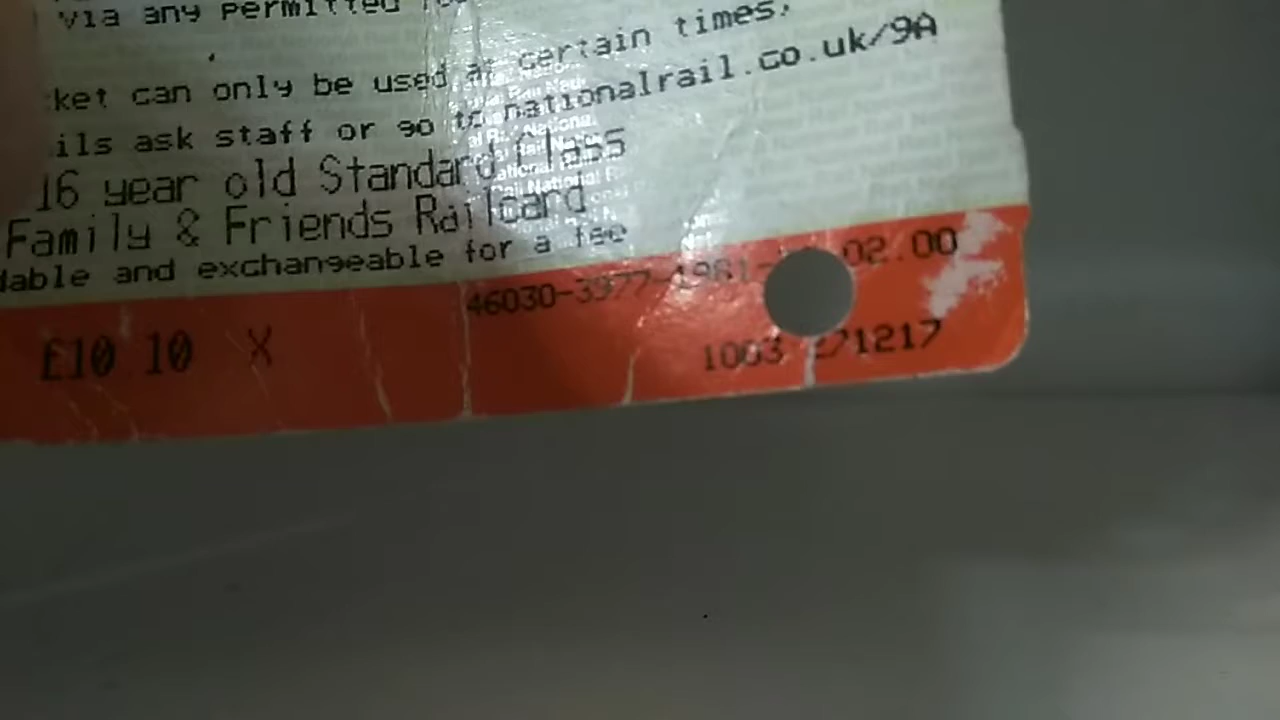 via any permitted
ket can only be used at certain times.
ils ask staff or go to nationalrail.co.uk/9A
16 year old Standard Class
Family & Friends Railcard
dable and exchangeable for a fee
46030-3977-1981- 02.00
£10 10 X
1003 271217